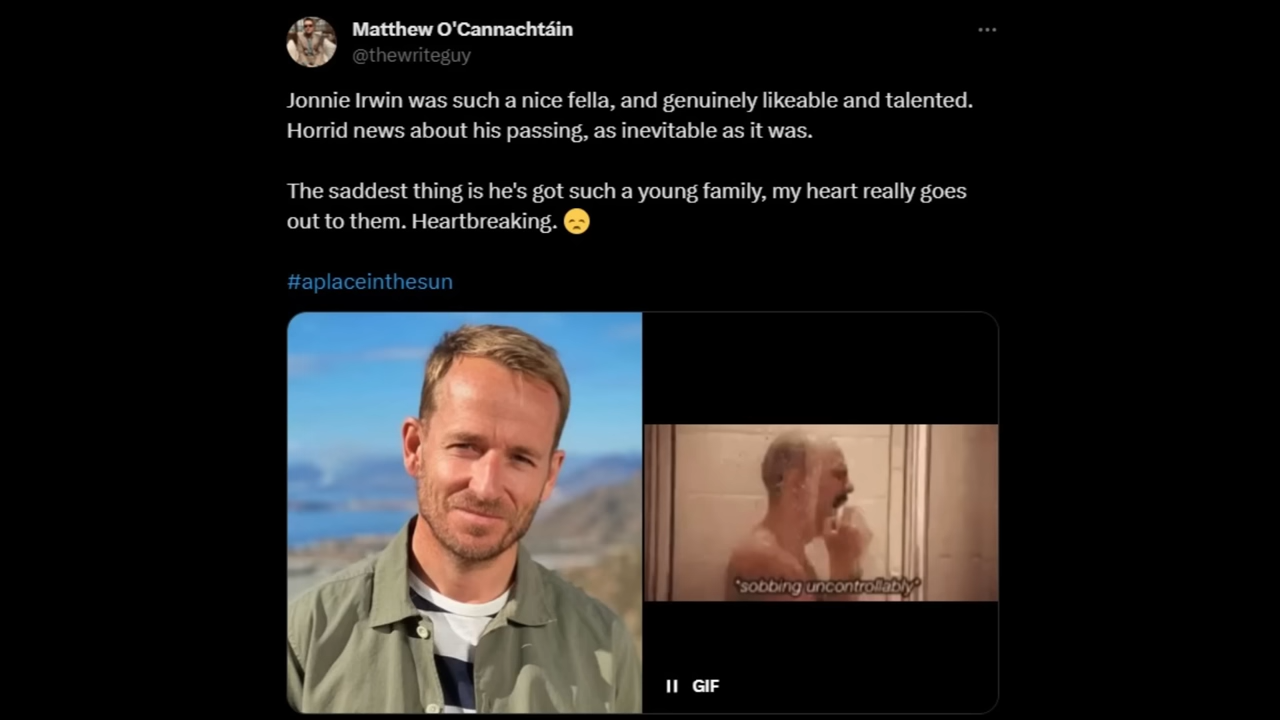 Matthew O'Cannachtáin
@thewriteguy
Jonnie Irwin was such a nice fella, and genuinely likeable and talented.
Horrid news about his passing, as inevitable as it was.
The saddest thing is he's got such a young family, my heart really goes
out to them. Heartbreaking. 😞
#aplaceinthesun
*sobbing uncontrollably*
GIF